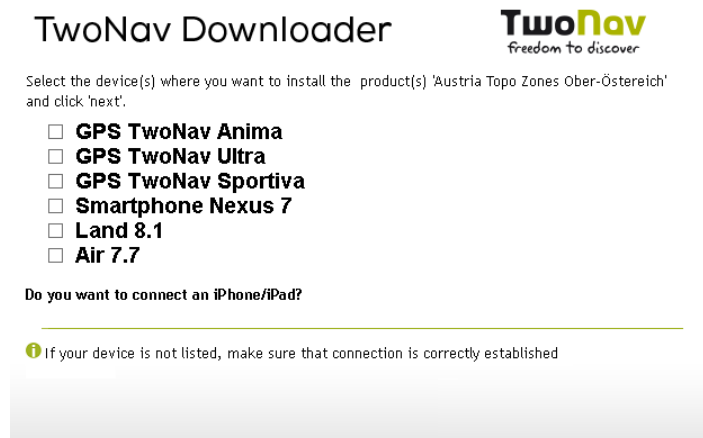 TwoNav Downloader
TwoNav
freedom to discover
Select the device(s) where you want to install the  product(s) 'Austria Topo Zones Ober-Östereich'
and click 'next'.
GPS TwoNav Anima
GPS TwoNav Ultra
GPS TwoNav Sportiva
Smartphone Nexus 7
Land 8.1
Air 7.7
Do you want to connect an iPhone/iPad?
i If your device is not listed, make sure that connection is correctly established